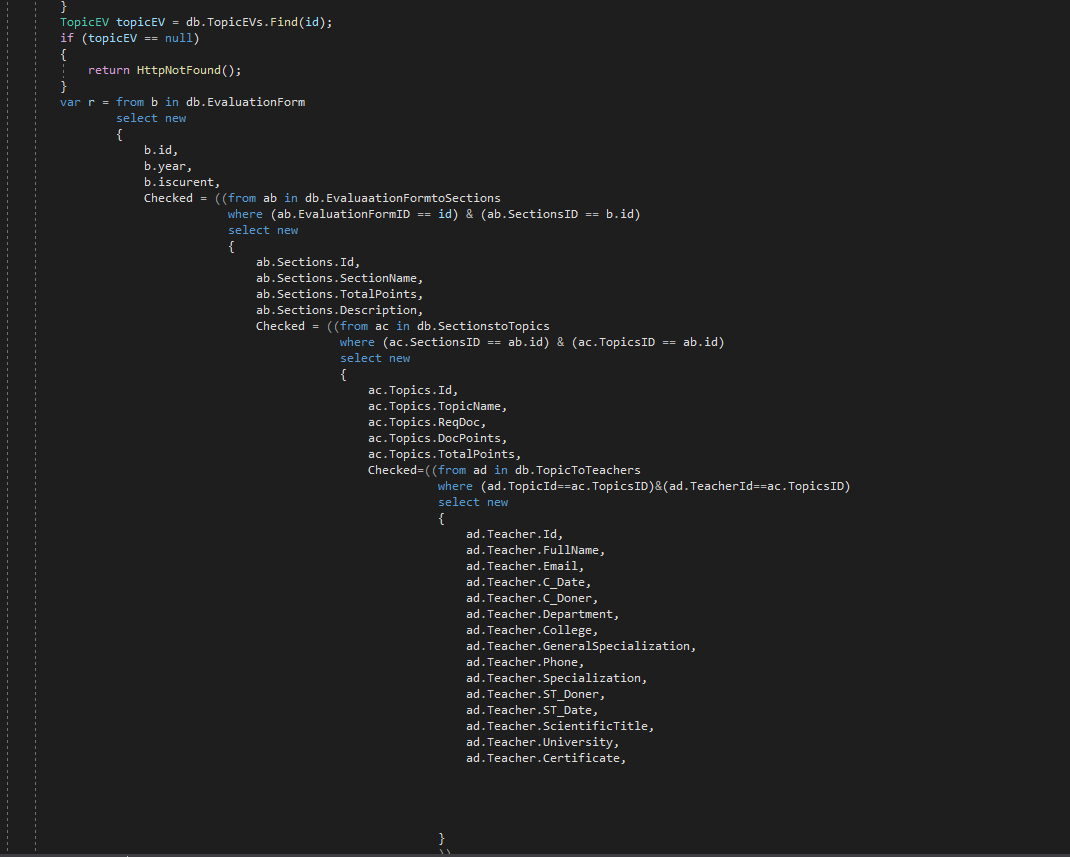 }
TopicEV topicEV = db.TopicEVs.Find(id);
if (topicEV == null)
{
return HttpNotFound();
}
var r = from b in db.EvaluationForm
select new
{
b.id,
b.year,
b.iscurent,
Checked = ((from ab in db.EvaluaationFormtoSections
where (ab.EvaluationFormID == id) & (ab.SectionsID == b.id)
select new
{
ab.Sections.Id,
ab.Sections.SectionName,
ab.Sections.TotalPoints,
ab.Sections.Description,
Checked = ((from ac in db.SectionstoTopics
where (ac.SectionsID == ab.id) & (ac.TopicsID == ab.id)
select new
{
ac.Topics.Id,
ac.Topics.TopicName,
ac.Topics.ReqDoc,
ac.Topics.DocPoints,
ac.Topics.TotalPoints,
Checked=((from ad in db.TopicToTeachers
where (ad.TopicId==ac.TopicsID)&(ad.TeacherId==ac.TopicsID)
select new
{
ad.Teacher.Id,
ad.Teacher.FullName,
ad.Teacher.Email,
ad.Teacher.C_Date,
ad.Teacher.C_Doner,
ad.Teacher.Department,
ad.Teacher.College,
ad.Teacher.GeneralSpecialization,
ad.Teacher.Phone,
ad.Teacher.Specialization,
ad.Teacher.ST_Doner,
ad.Teacher.ST_Date,
ad.Teacher.ScientificTitle,
ad.Teacher.University,
ad.Teacher.Certificate,
}